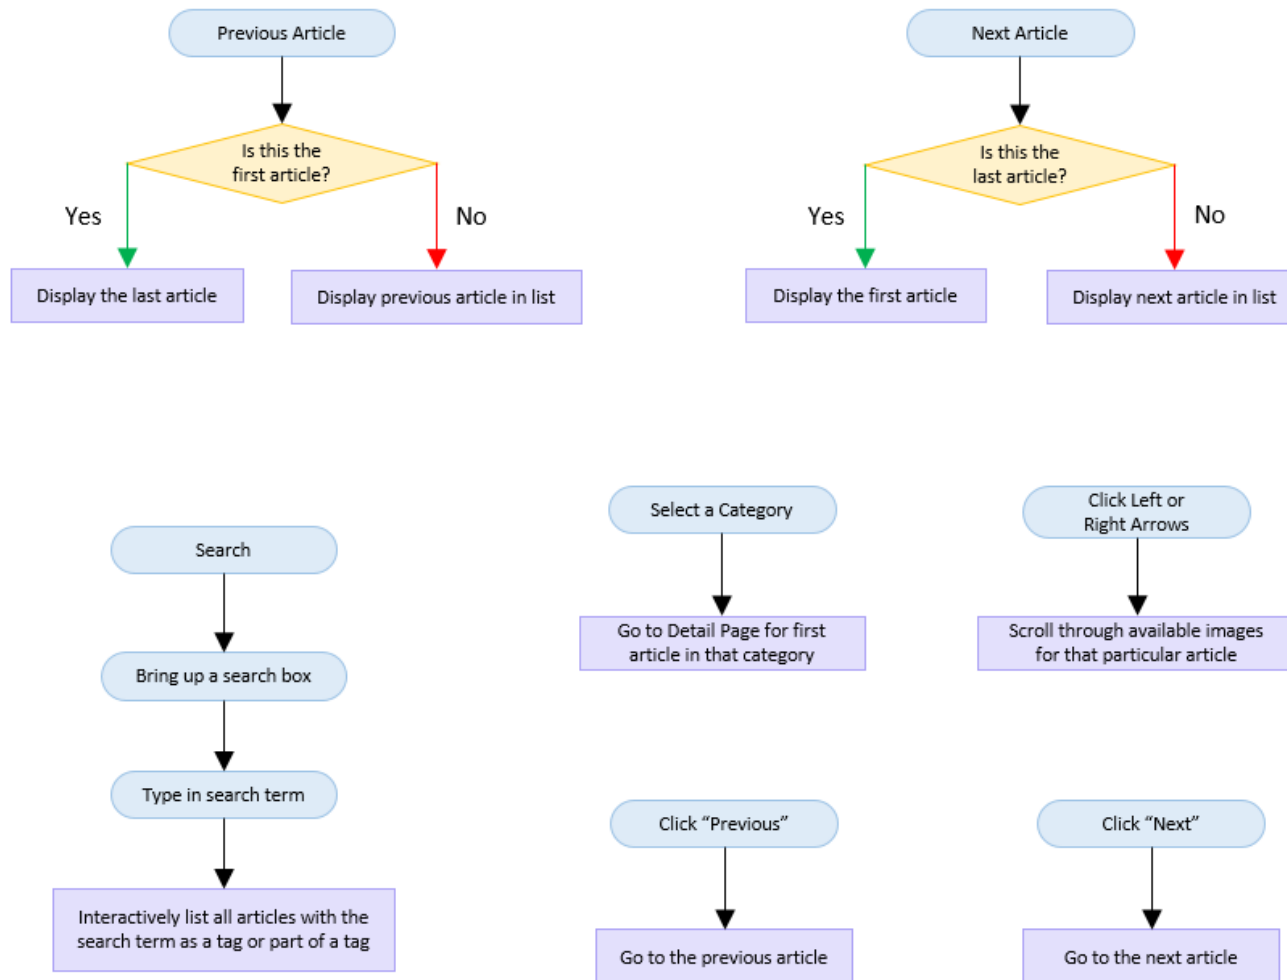 Previous Article
Is this the
first article?
Yes
No
Display the last article
Display previous article in list
Next Article
Is this the
last article?
Yes
No
Display the first article
Display next article in list
Search
Bring up a search box
Type in search term
Interactively list all articles with the
search term as a tag or part of a tag
Select a Category
Go to Detail Page for first
article in that category
Click Left or
Right Arrows
Scroll through available images
for that particular article
Click “Previous”
Go to the previous article
Click “Next”
Go to the next article